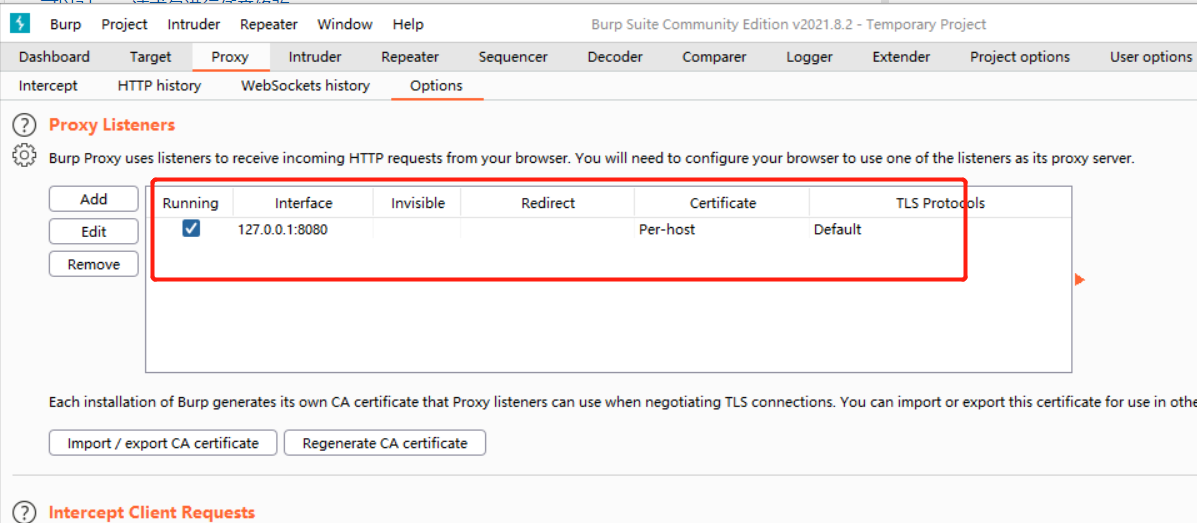 Burp Project Intruder Repeater Window Help Burp Suite Community Edition v2021.8.2 - Temporary Project
Dashboard Target Proxy Intruder Repeater Sequencer Decoder Comparer Logger Extender Project options User options
Intercept HTTP history WebSockets history Options
? Proxy Listeners
Burp Proxy uses listeners to receive incoming HTTP requests from your browser. You will need to configure your browser to use one of the listeners as its proxy server.
Add
Edit
Remove
Running Interface Invisible Redirect Certificate TLS Protocols
127.0.0.1:8080 Per-host Default
Each installation of Burp generates its own CA certificate that Proxy listeners can use when negotiating TLS connections. You can import or export this certificate for use in othe
Import / export CA certificate Regenerate CA certificate
? Intercept Client Requests